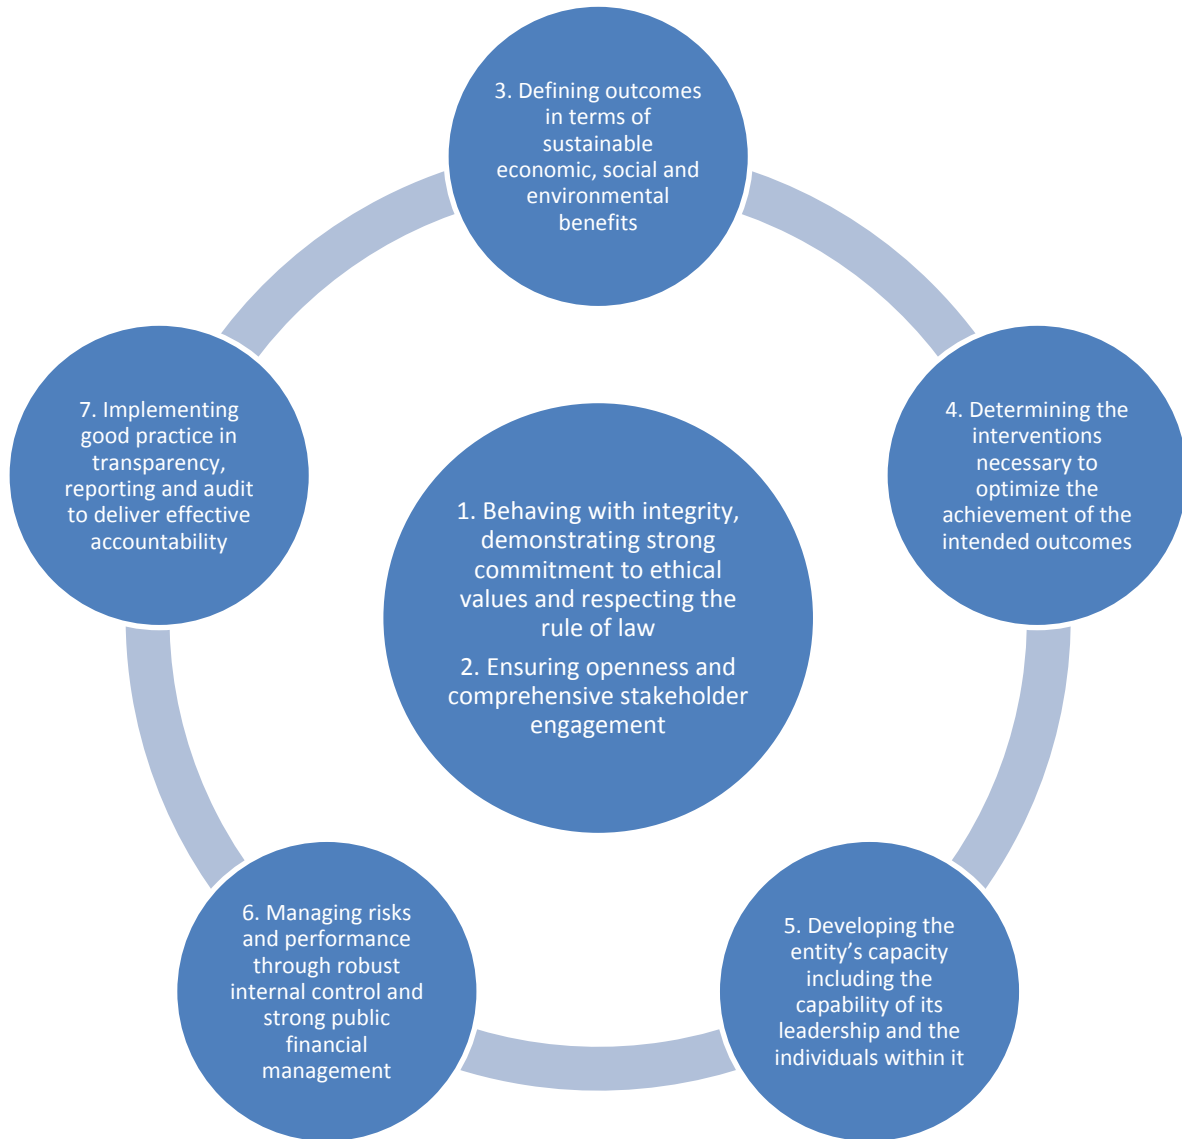 3. Defining outcomes
in terms of
sustainable
economic, social and
environmental
benefits
7. Implementing
good practice in
transparency,
reporting and audit
to deliver effective
accountability
4. Determining the
interventions
necessary to
optimize the
achievement of the
intended outcomes
1. Behaving with integrity,
demonstrating strong
commitment to ethical
values and respecting the
rule of law
2. Ensuring openness and
comprehensive stakeholder
engagement
6. Managing risks
and performance
through robust
internal control and
strong public
financial
management
5. Developing the
entity’s capacity
including the
capability of its
leadership and the
individuals within it